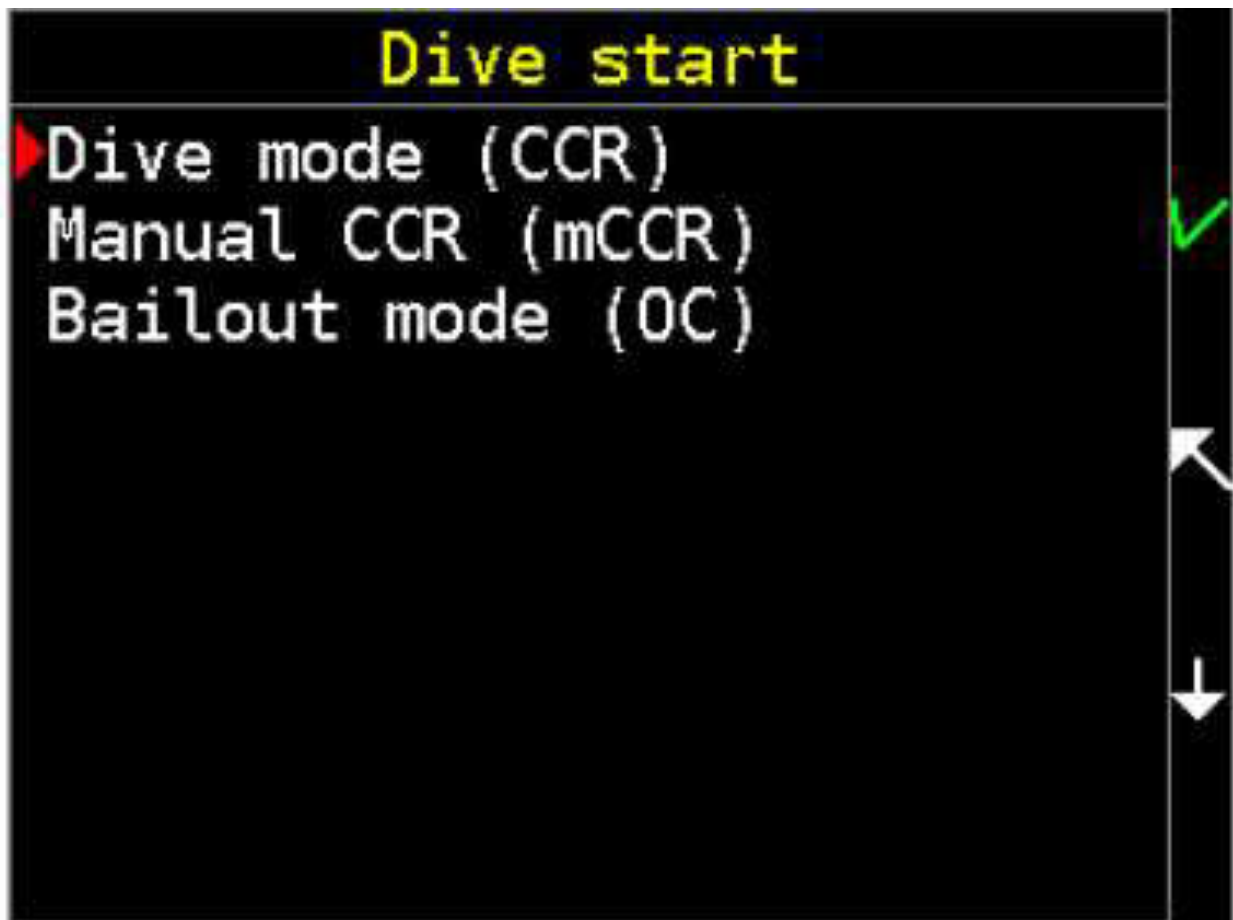 Dive start
Dive mode (CCR)
Manual CCR (mCCR)
Bailout mode (OC)